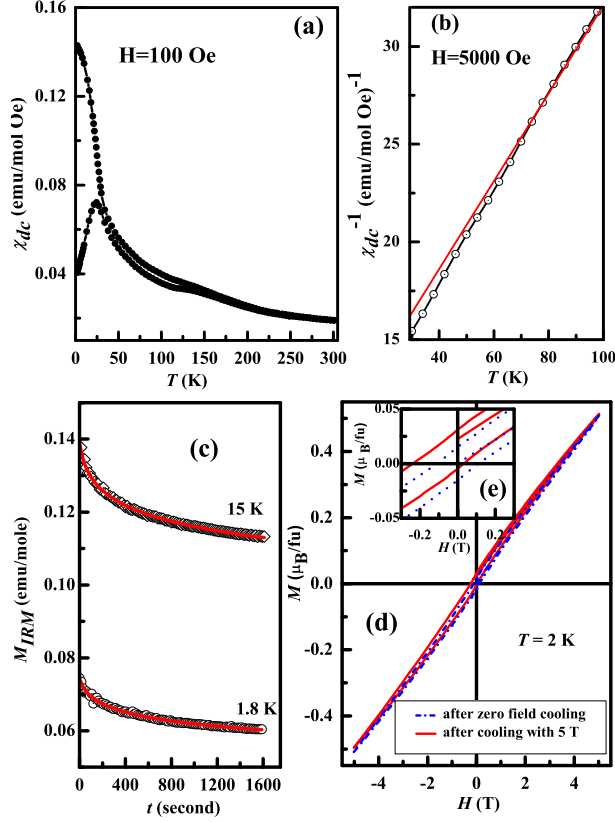 (a)
H=100 Oe
0.16
0.12
0.08
0.04
χdc (emu/mol Oe)
0 50 100 150 200 250 300
T (K)
(b)
H=5000 Oe
30
25
20
15
χdc⁻¹ (emu/mol Oe)⁻¹
40 60 80 100
T (K)
(c)
15 K
1.8 K
0.14
0.12
0.10
0.08
0.06
M_IRM (emu/mole)
0 400 800 1200 1600
t (second)
0.05
0.00
-0.05
M (μB/fu)
(e)
-0.2 0.0 0.2
H (T)
0.4
0.2
0.0
-0.2
-0.4
M (μB/fu)
(d)
T = 2 K
after zero field cooling
after cooling with 5 T
-4 -2 0 2 4
H (T)